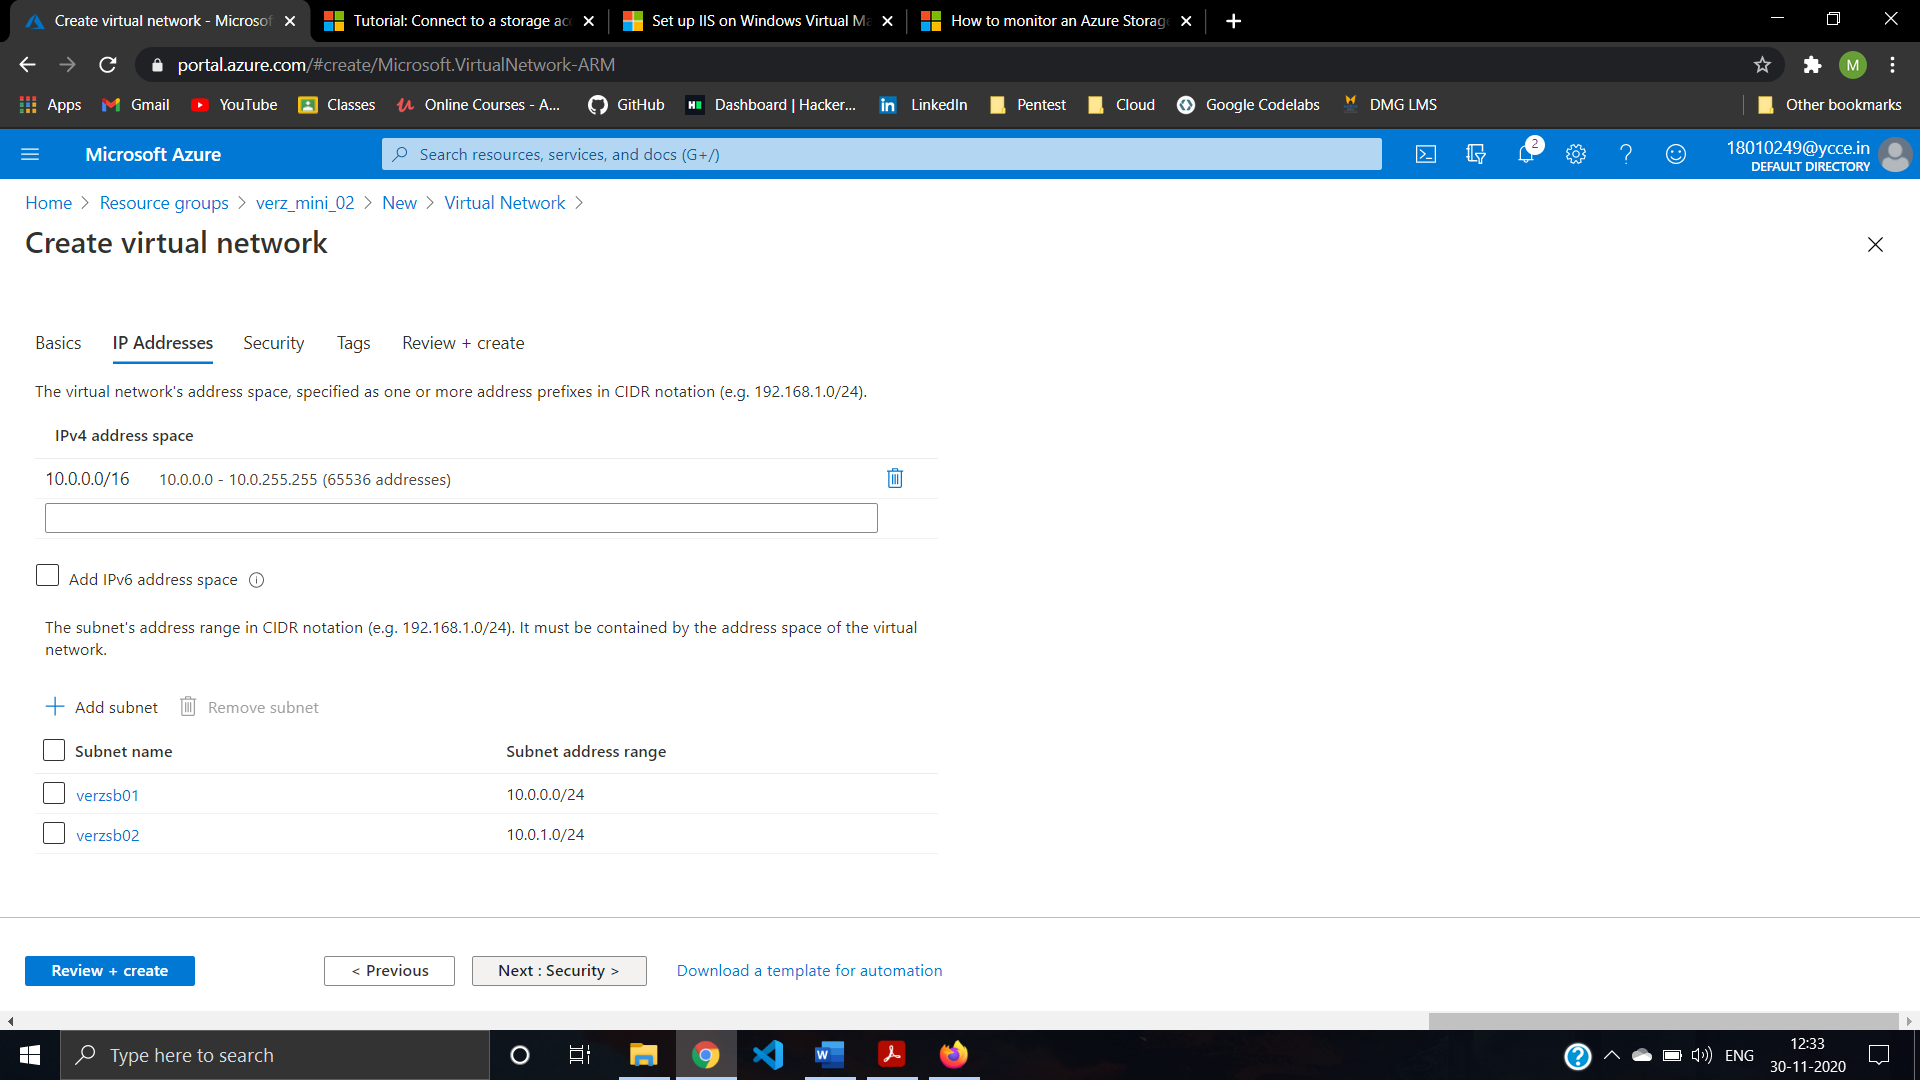 Create virtual network - Microsof
Tutorial: Connect to a storage ac
Set up IIS on Windows Virtual Ma
How to monitor an Azure Storage
portal.azure.com/#create/Microsoft.VirtualNetwork-ARM
M
Apps
Gmail
YouTube
Classes
Online Courses - A...
GitHub
Dashboard | Hacker...
LinkedIn
Pentest
Cloud
Google Codelabs
DMG LMS
Other bookmarks
Microsoft Azure
Search resources, services, and docs (G+/)
2
18010249@ycce.in
DEFAULT DIRECTORY
Home > Resource groups > verz_mini_02 > New > Virtual Network >
Create virtual network
Basics
IP Addresses
Security
Tags
Review + create
The virtual network's address space, specified as one or more address prefixes in CIDR notation (e.g. 192.168.1.0/24).
IPv4 address space
10.0.0.0/16
10.0.0.0 - 10.0.255.255 (65536 addresses)
Add IPv6 address space
The subnet's address range in CIDR notation (e.g. 192.168.1.0/24). It must be contained by the address space of the virtual
network.
Add subnet
Remove subnet
Subnet name
Subnet address range
verzsb01
10.0.0.0/24
verzsb02
10.0.1.0/24
Review + create
< Previous
Next : Security >
Download a template for automation
Type here to search
ENG
12:33
30-11-2020